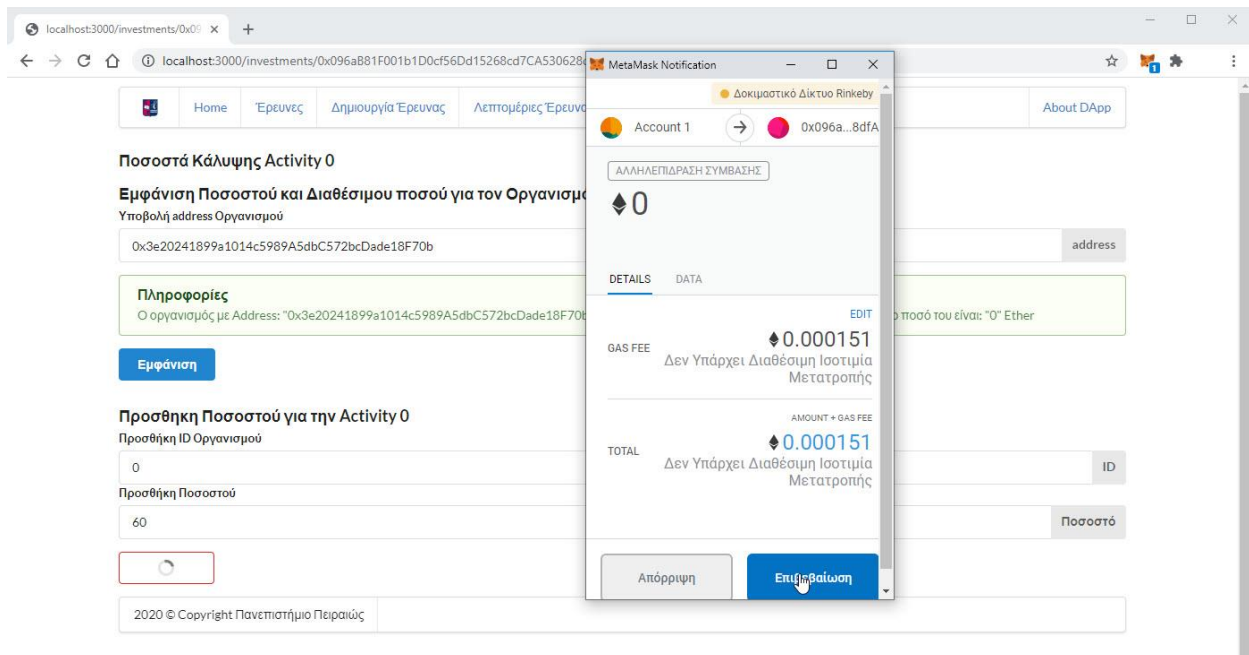 localhost:3000/investments/0x09
localhost:3000/investments/0x096aB81F001b1D0cf56Dd15268cd7CA530628
Home Έρευνες Δημιουργία Έρευνας Λεπτομέριες Έρευνα About DApp
Ποσοστά Κάλυψης Activity 0
Εμφάνιση Ποσοστού και Διαθέσιμου ποσού για τον Οργανισμό
Υποβολή address Οργανισμού
0x3e20241899a1014c5989A5dbC572bcDade18F70b address
Πληροφορίες
Ο οργανισμός με Address: "0x3e20241899a1014c5989A5dbC572bcDade18F70b ποσό του είναι: "0" Ether
Εμφάνιση
Προσθηκη Ποσοστού για την Activity 0
Προσθήκη ID Οργανισμού
0 ID
Προσθήκη Ποσοστού
60 Ποσοστό
2020 © Copyright Πανεπιστήμιο Πειραιώς
MetaMask Notification
Δοκιμαστικό Δίκτυο Rinkeby
Account 1 0x096a...8dfA
ΑΛΛΗΛΕΠΙΔΡΑΣΗ ΣΥΜΒΑΣΗΣ
0
DETAILS DATA
EDIT
GAS FEE 0.000151
Δεν Υπάρχει Διαθέσιμη Ισοτιμία
Μετατροπής
AMOUNT + GAS FEE
TOTAL 0.000151
Δεν Υπάρχει Διαθέσιμη Ισοτιμία
Μετατροπής
Απόρριψη Επιβεβαίωση
1